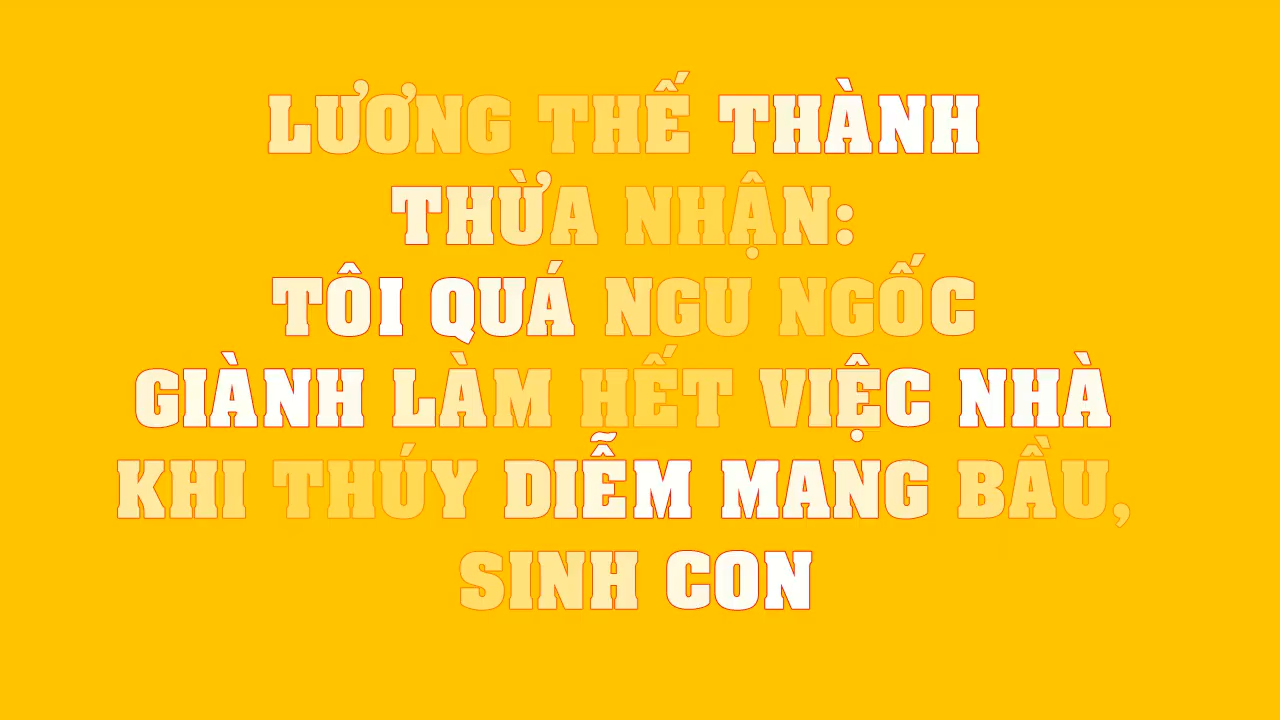 LƯƠNG THẾ THÀNH
THỪA NHẬN:
TÔI QUÁ NGU NGỐC
GIÀNH LÀM HẾT VIỆC NHÀ
KHI THÚY DIỄM MANG BẦU,
SINH CON